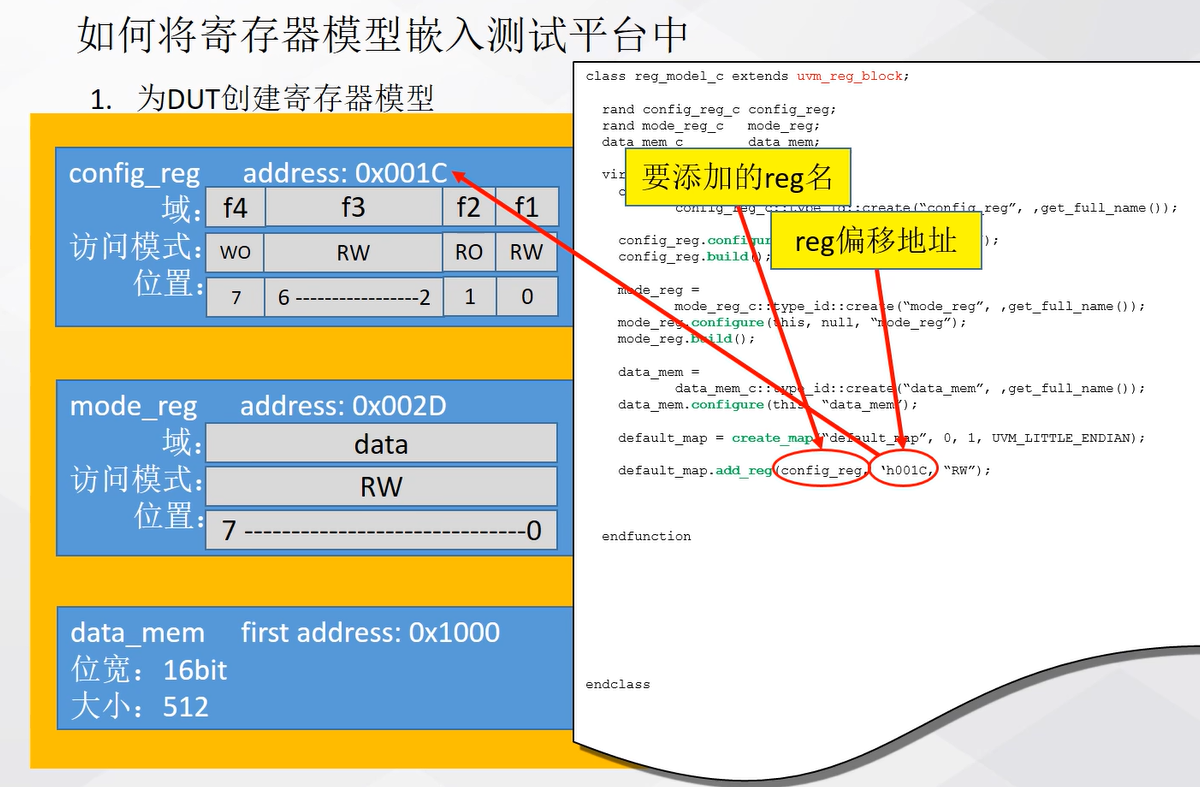 如何将寄存器模型嵌入测试平台中
1. 为DUT创建寄存器模型
config_reg address: 0x001C
域: f4 f3 f2 f1
访问模式: WO RW RO RW
位置: 7 6 -----------------2 1 0
mode_reg address: 0x002D
域: data
访问模式: RW
位置: 7 ------------------------------0
data_mem first address: 0x1000
位宽：16bit
大小：512
class reg_model_c extends uvm_reg_block;
rand config_reg_c config_reg;
rand mode_reg_c mode_reg;
data_mem_c data_mem;
要添加的reg名
config_reg_c::type_id::create(“config_reg”, ,get_full_name());
reg偏移地址
config_reg.configur );
config_reg.build();
mode_reg =
mode_reg_c::type_id::create(“mode_reg”, ,get_full_name());
mode_reg.configure(this, null, “mode_reg”);
mode_reg.build();
data_mem =
data_mem_c::type_id::create(“data_mem”, ,get_full_name());
data_mem.configure(this, “data_mem”);
default_map = create_map(“default_map”, 0, 1, UVM_LITTLE_ENDIAN);
default_map.add_reg(config_reg, ‘h001C, “RW”);
endfunction
endclass